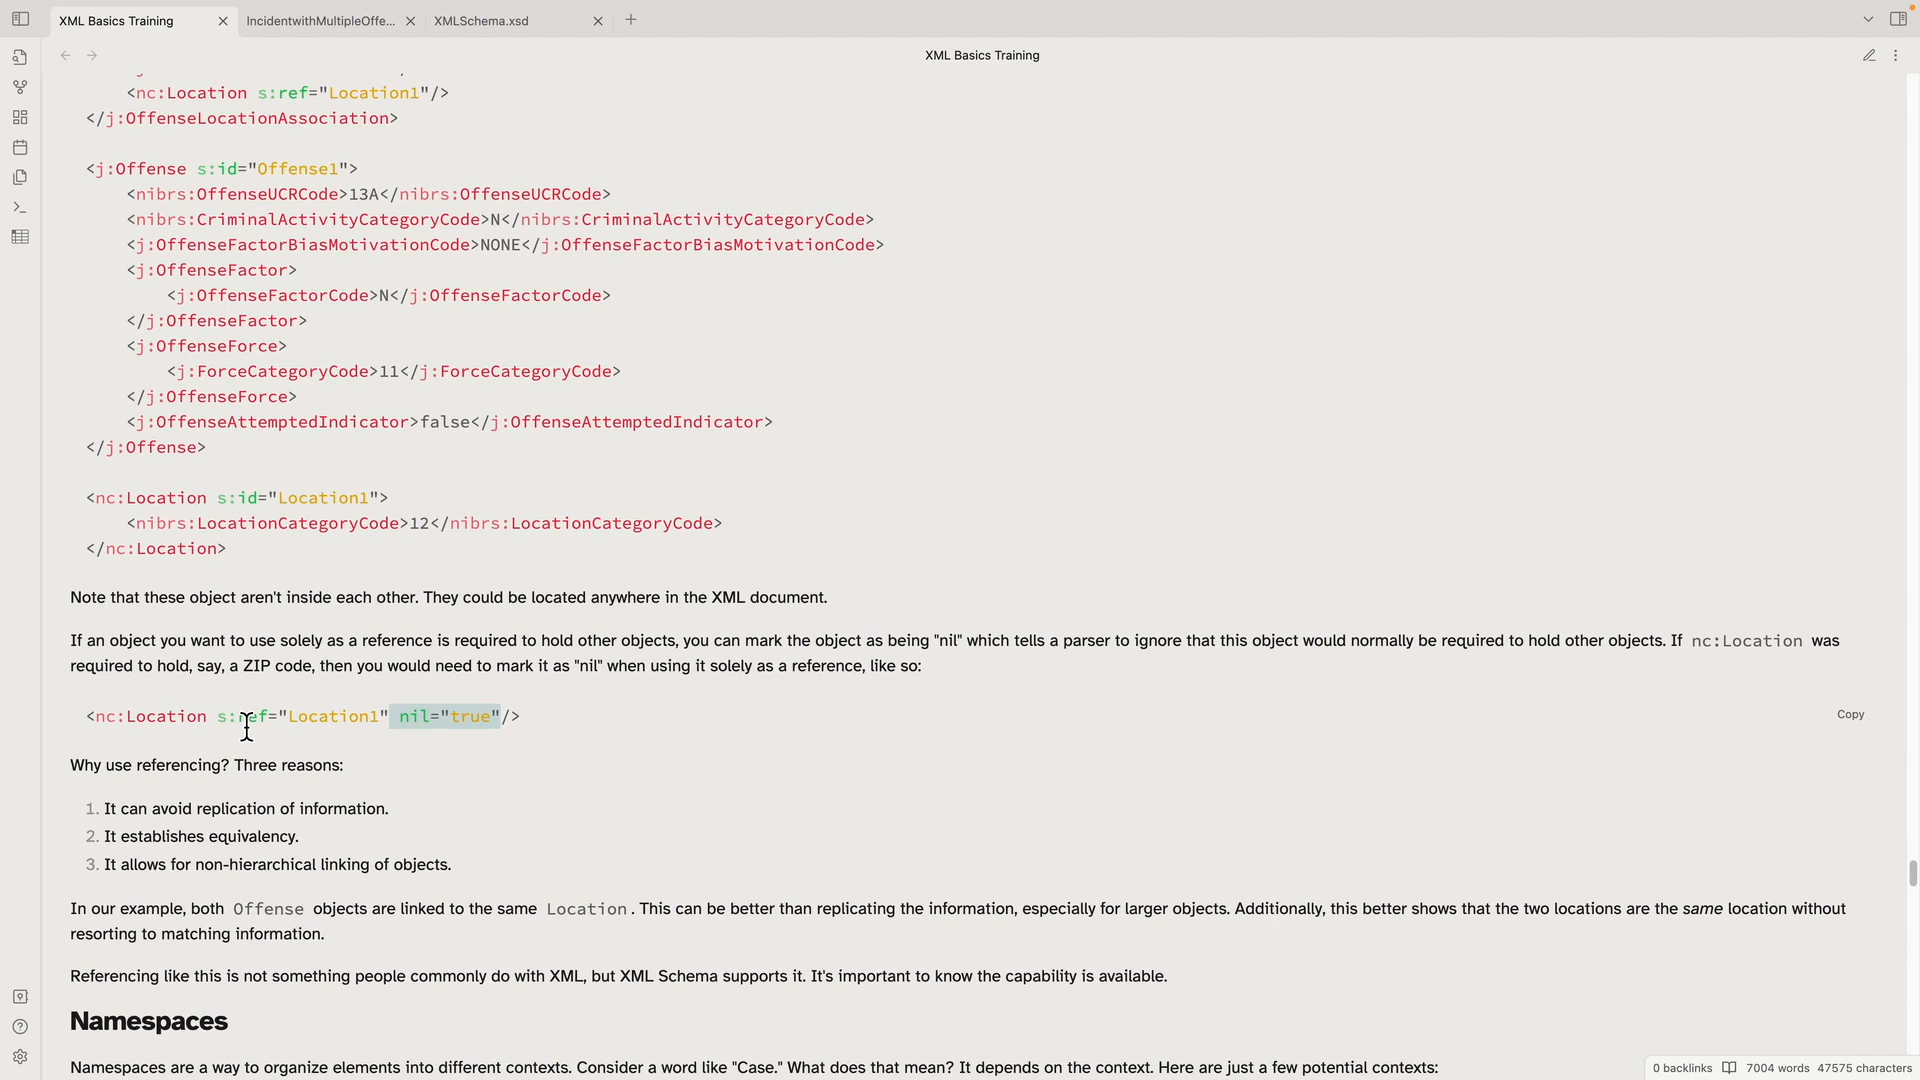 XML Basics Training
IncidentwithMultipleOffe...
XMLSchema.xsd
XML Basics Training
<nc:Location s:ref="Location1"/>
</j:OffenseLocationAssociation>
<j:Offense s:id="Offense1">
<nibrs:OffenseUCRCode>13A</nibrs:OffenseUCRCode>
<nibrs:CriminalActivityCategoryCode>N</nibrs:CriminalActivityCategoryCode>
<j:OffenseFactorBiasMotivationCode>NONE</j:OffenseFactorBiasMotivationCode>
<j:OffenseFactor>
<j:OffenseFactorCode>N</j:OffenseFactorCode>
</j:OffenseFactor>
<j:OffenseForce>
<j:ForceCategoryCode>11</j:ForceCategoryCode>
</j:OffenseForce>
<j:OffenseAttemptedIndicator>false</j:OffenseAttemptedIndicator>
</j:Offense>
<nc:Location s:id="Location1">
<nibrs:LocationCategoryCode>12</nibrs:LocationCategoryCode>
</nc:Location>
Note that these object aren't inside each other. They could be located anywhere in the XML document.
If an object you want to use solely as a reference is required to hold other objects, you can mark the object as being "nil" which tells a parser to ignore that this object would normally be required to hold other objects. If nc:Location was
required to hold, say, a ZIP code, then you would need to mark it as "nil" when using it solely as a reference, like so:
<nc:Location s:ref="Location1" nil="true"/>
Copy
Why use referencing? Three reasons:
1. It can avoid replication of information.
2. It establishes equivalency.
3. It allows for non-hierarchical linking of objects.
In our example, both Offense objects are linked to the same Location. This can be better than replicating the information, especially for larger objects. Additionally, this better shows that the two locations are the same location without
resorting to matching information.
Referencing like this is not something people commonly do with XML, but XML Schema supports it. It's important to know the capability is available.
Namespaces
Namespaces are a way to organize elements into different contexts. Consider a word like "Case." What does that mean? It depends on the context. Here are just a few potential contexts:
0 backlinks 7004 words 47575 characters